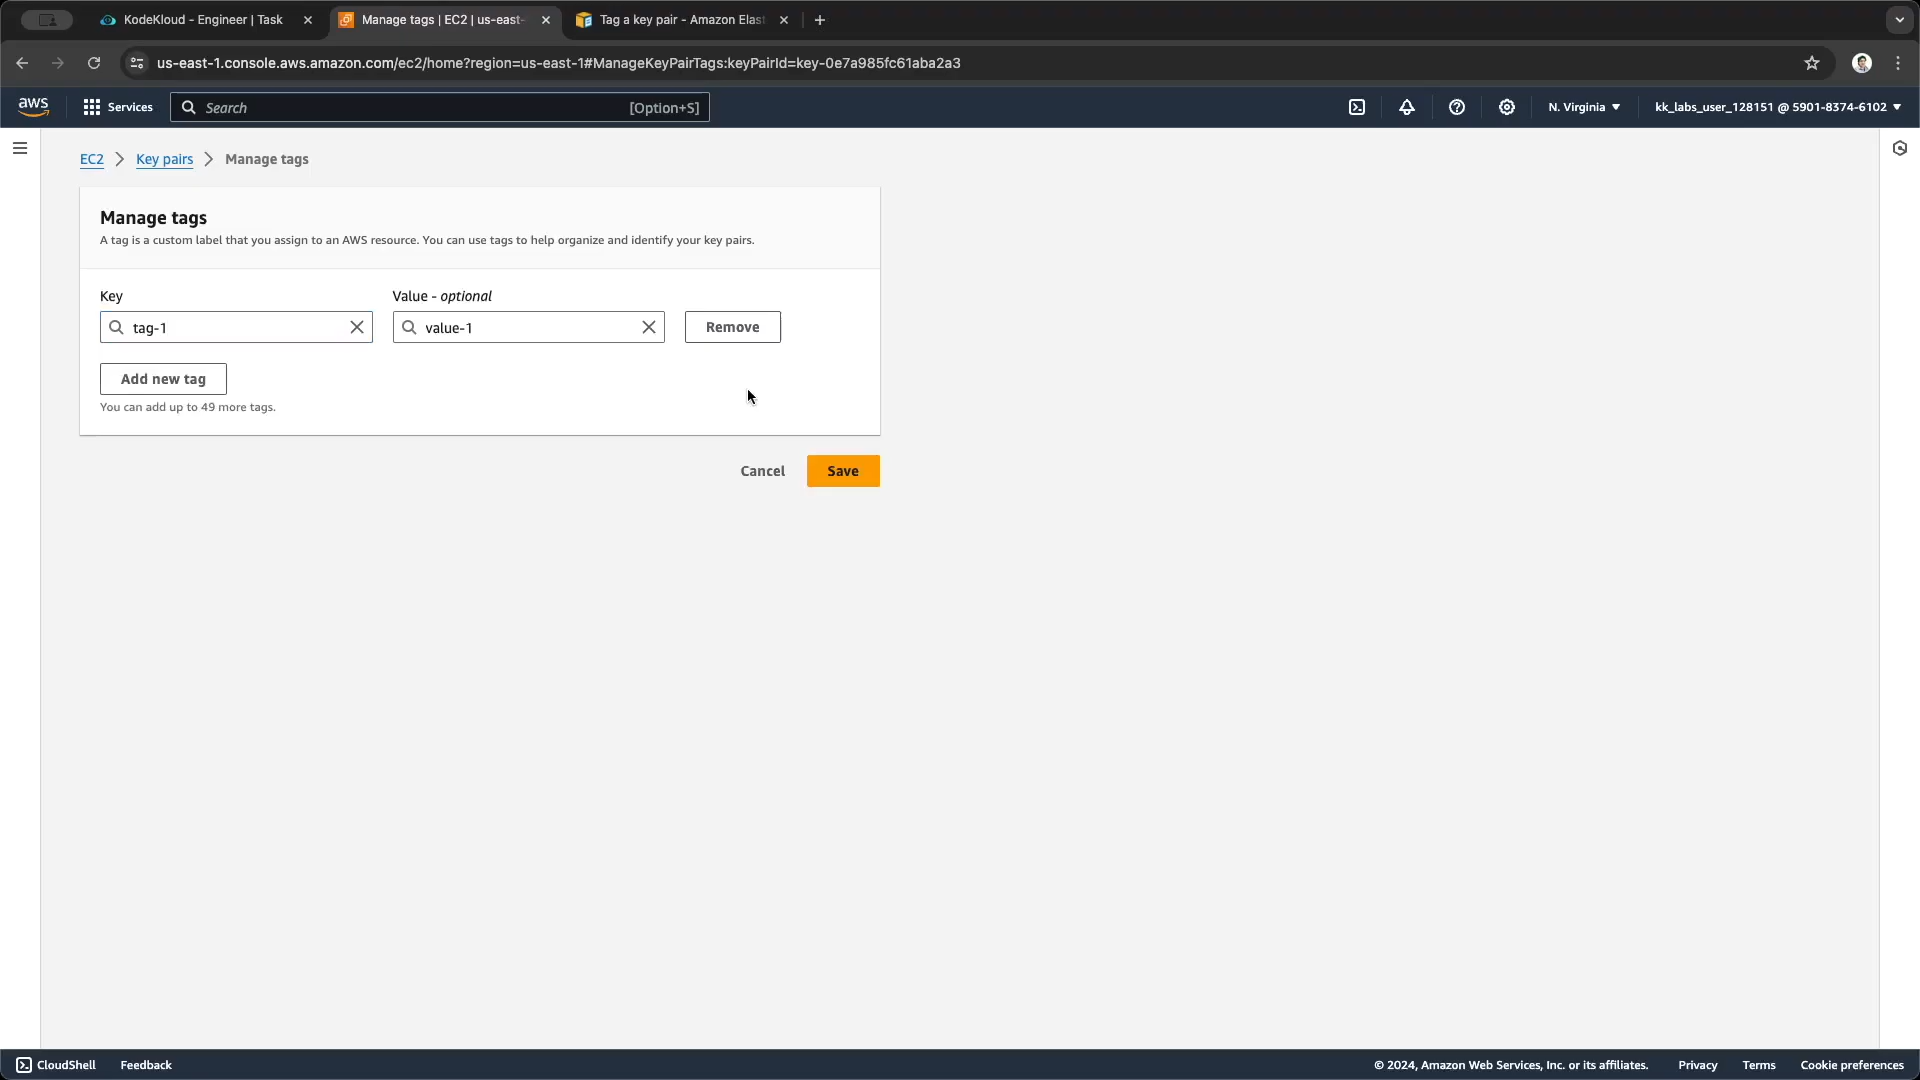 KodeKloud - Engineer | Task
Manage tags | EC2 | us-east-
Tag a key pair - Amazon Elast
us-east-1.console.aws.amazon.com/ec2/home?region=us-east-1#ManageKeyPairTags:keyPairId=key-0e7a985fc61aba2a3
aws
Services
Search
[Option+S]
N. Virginia
kk_labs_user_128151 @ 5901-8374-6102
EC2 > Key pairs > Manage tags
Manage tags
A tag is a custom label that you assign to an AWS resource. You can use tags to help organize and identify your key pairs.
Key
Value - optional
tag-1
value-1
Remove
Add new tag
You can add up to 49 more tags.
Cancel
Save
CloudShell
Feedback
© 2024, Amazon Web Services, Inc. or its affiliates.
Privacy
Terms
Cookie preferences